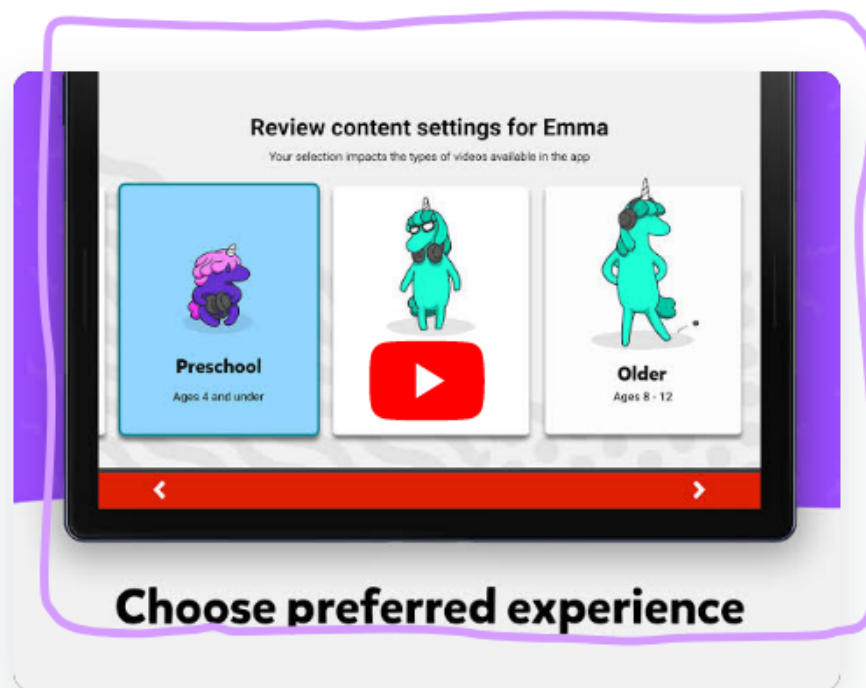 Review content settings for Emma
Your selection impacts the types of videos available in the app
Preschool
Ages 4 and under
Older
Ages 8 - 12
Choose preferred experience